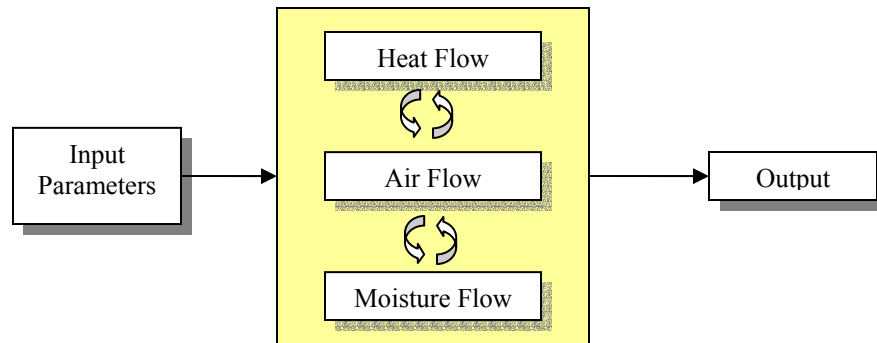 Input
Parameters
Heat Flow
Air Flow
Moisture Flow
Output